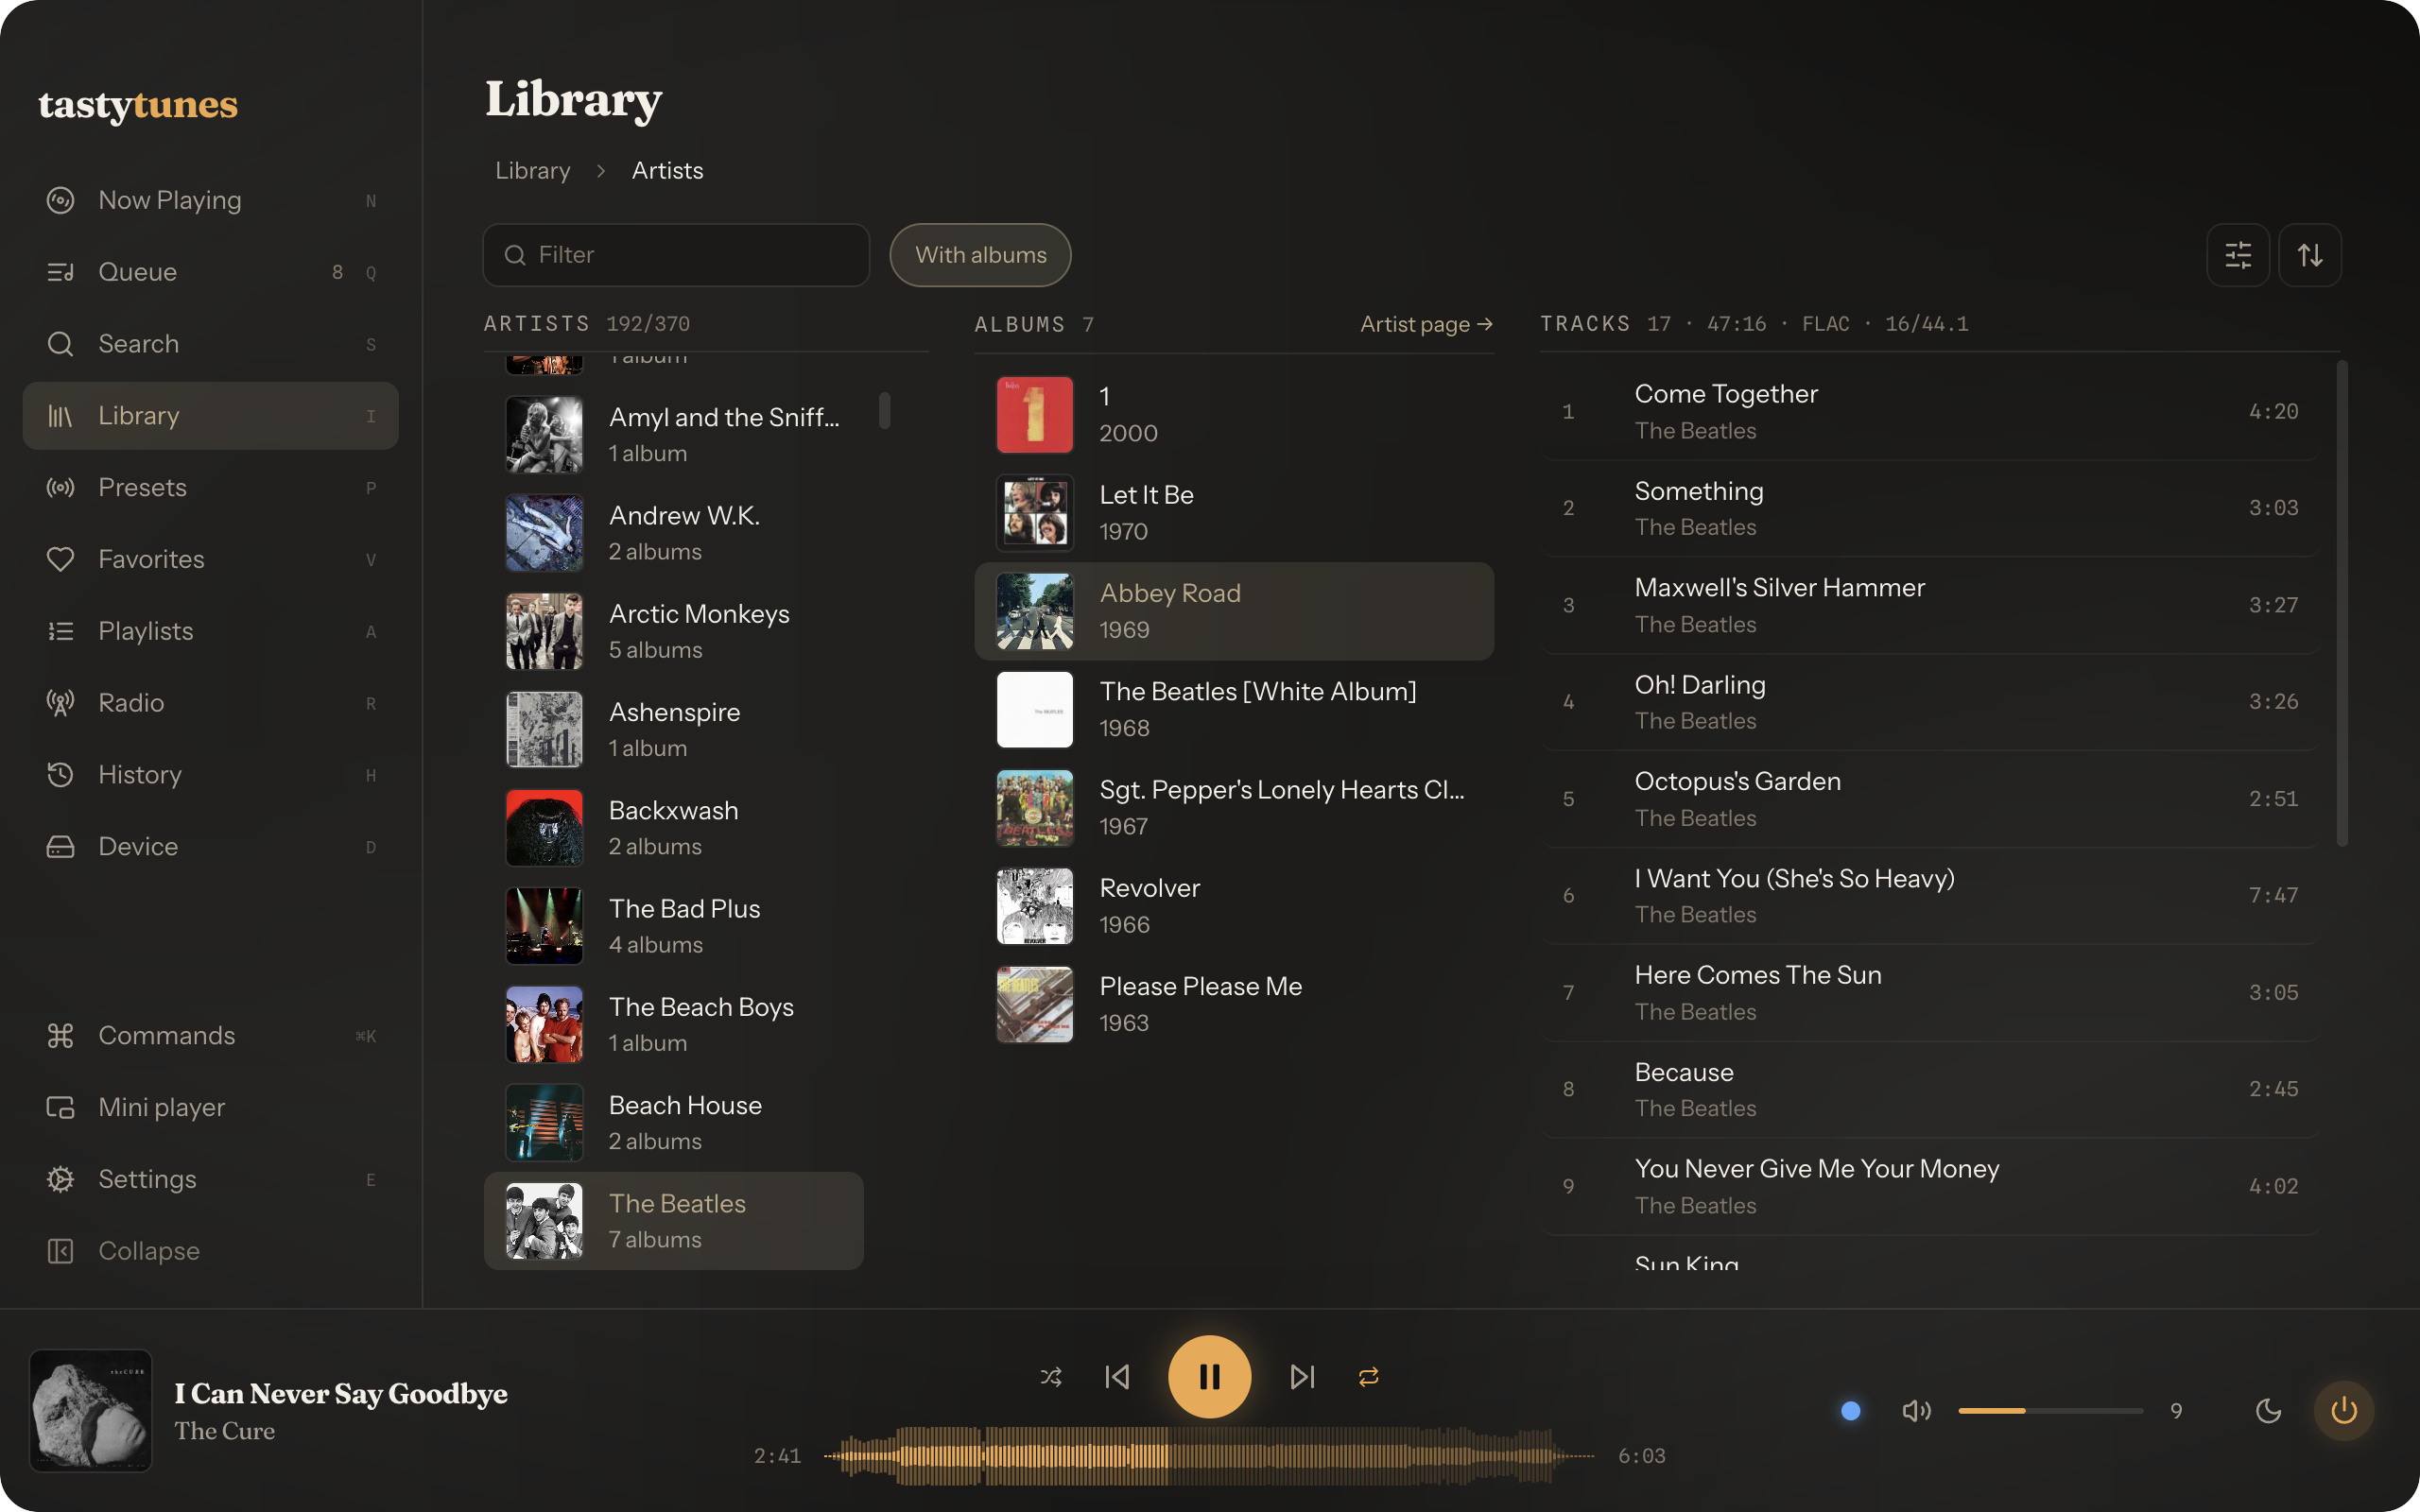 tastytunes
Now Playing N
Queue 8 Q
Search S
Library I
Presets P
Favorites V
Playlists A
Radio R
History H
Device D
Commands ⌘K
Mini player
Settings E
Collapse
Library
Library > Artists
Filter
With albums
ARTISTS 192/370
1 album
Amyl and the Sniff...
1 album
Andrew W.K.
2 albums
Arctic Monkeys
5 albums
Ashenspire
1 album
Backxwash
2 albums
The Bad Plus
4 albums
The Beach Boys
1 album
Beach House
2 albums
The Beatles
7 albums
ALBUMS 7
Artist page →
1
2000
Let It Be
1970
Abbey Road
1969
The Beatles [White Album]
1968
Sgt. Pepper's Lonely Hearts Cl...
1967
Revolver
1966
Please Please Me
1963
TRACKS 17 · 47:16 · FLAC · 16/44.1
1 Come Together 4:20
The Beatles
2 Something 3:03
The Beatles
3 Maxwell's Silver Hammer 3:27
The Beatles
4 Oh! Darling 3:26
The Beatles
5 Octopus's Garden 2:51
The Beatles
6 I Want You (She's So Heavy) 7:47
The Beatles
7 Here Comes The Sun 3:05
The Beatles
8 Because 2:45
The Beatles
9 You Never Give Me Your Money 4:02
The Beatles
Sun King
I Can Never Say Goodbye
The Cure
2:41
6:03
9